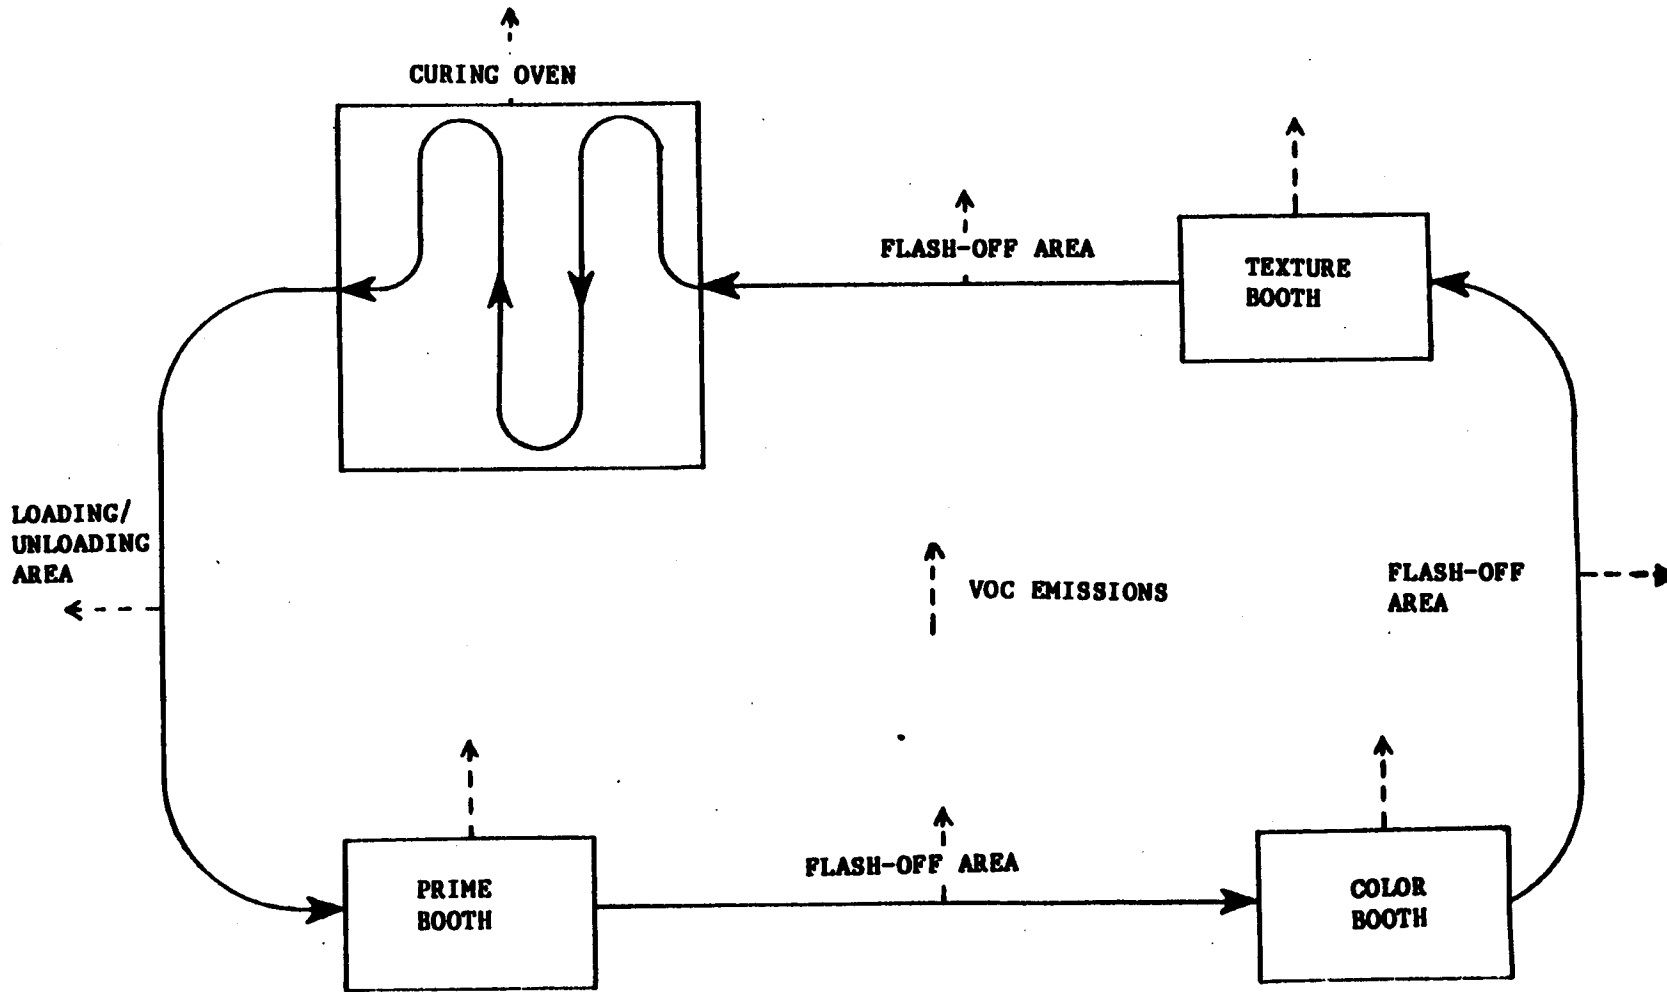 CURING OVEN
FLASH-OFF AREA
TEXTURE
BOOTH
LOADING/
UNLOADING
AREA
VOC EMISSIONS
FLASH-OFF
AREA
FLASH-OFF AREA
PRIME
BOOTH
COLOR
BOOTH